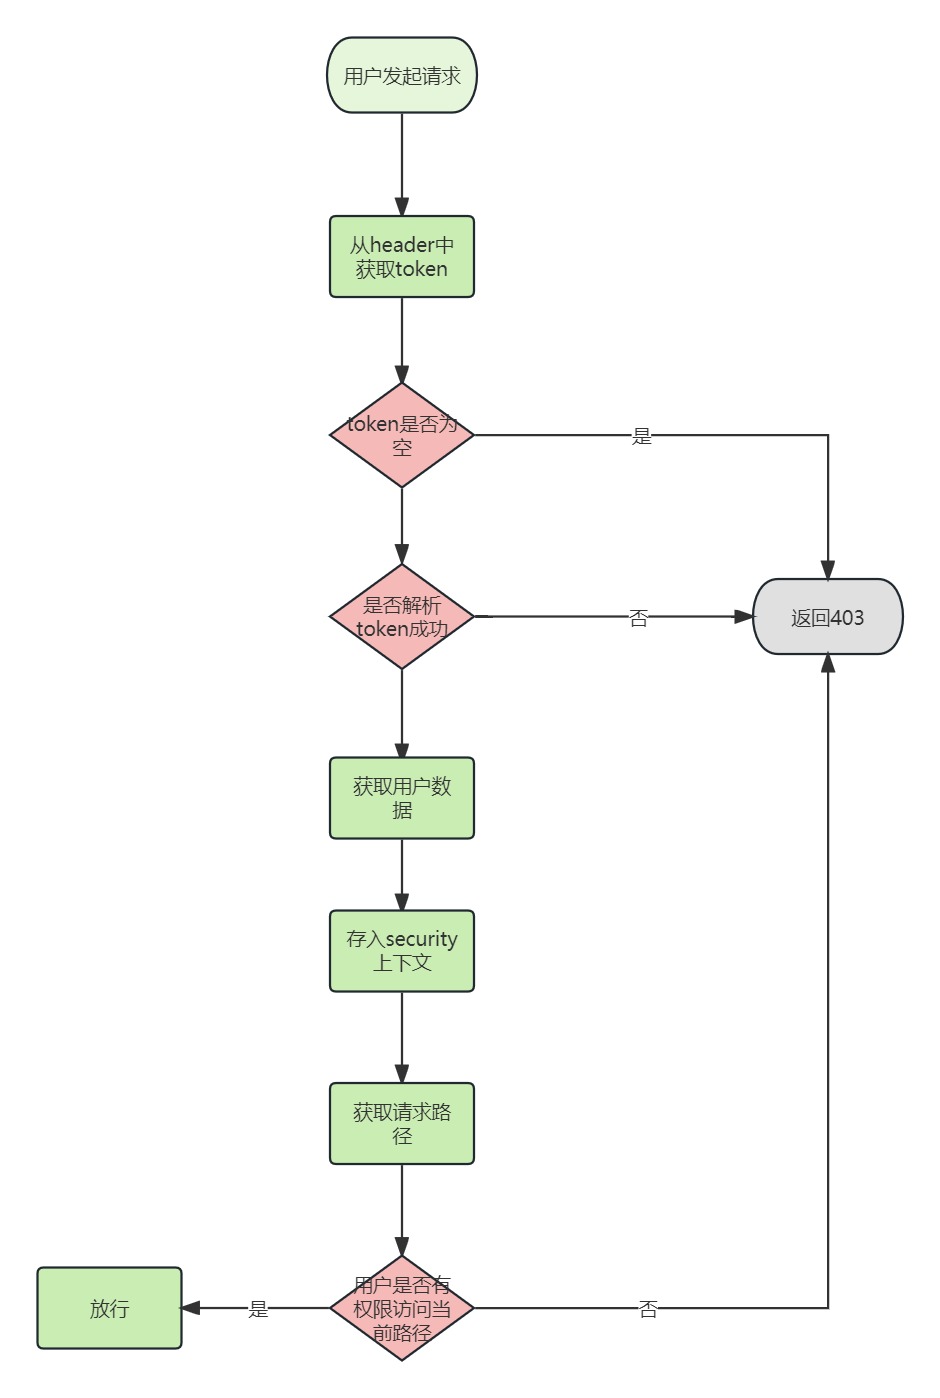 用户发起请求
从header中
获取token
token是否为
空
是
是否解析
token成功
否
返回403
获取用户数
据
存入security
上下文
获取请求路
径
用户是否有
权限访问当
前路径
放行
是
否